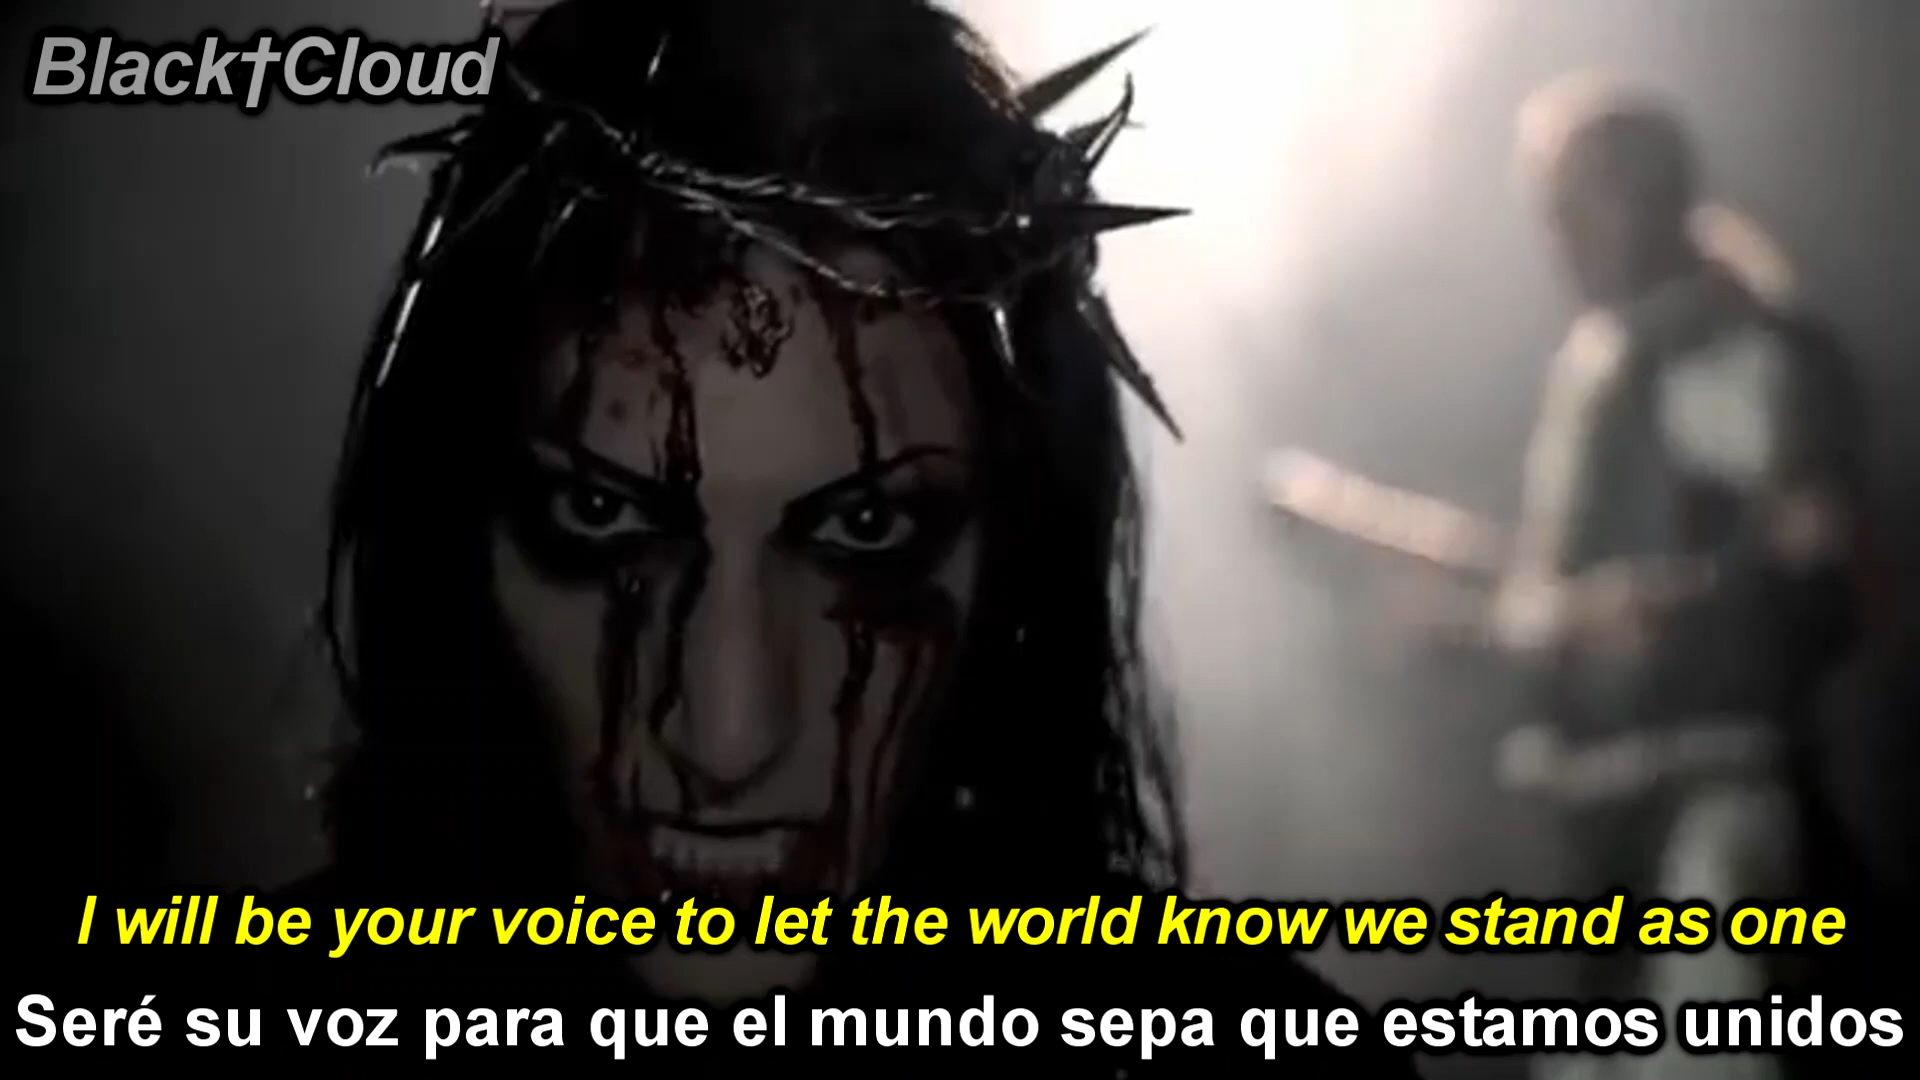 Black†Cloud
I will be your voice to let the world know we stand as one
Seré su voz para que el mundo sepa que estamos unidos